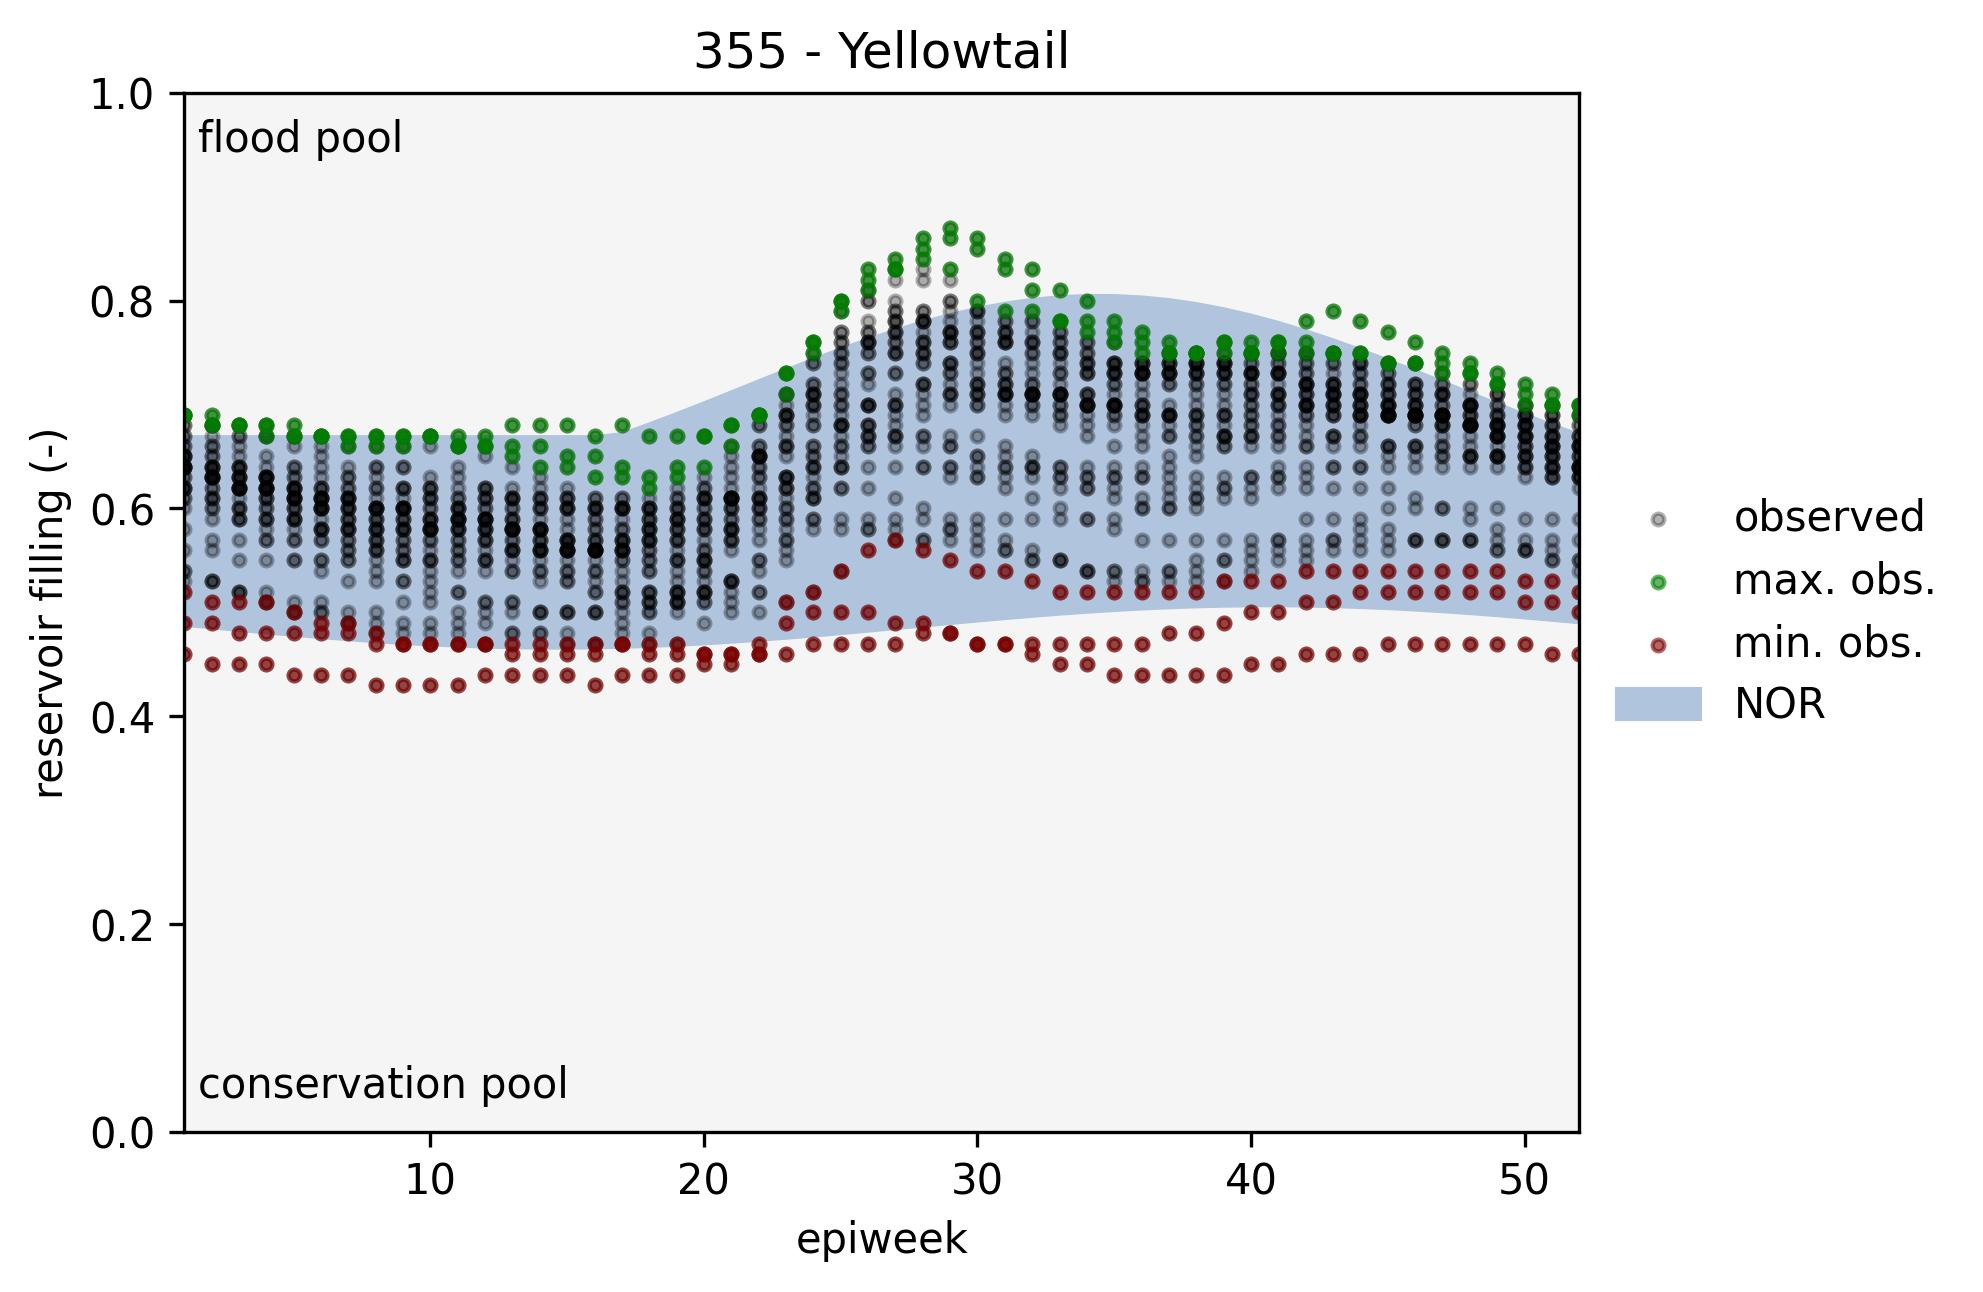 355 - Yellowtail
1.0
0.8
0.6
0.4
0.2
0.0
reservoir filling (-)
flood pool
conservation pool
10 20 30 40 50
epiweek
observed
max. obs.
min. obs.
NOR